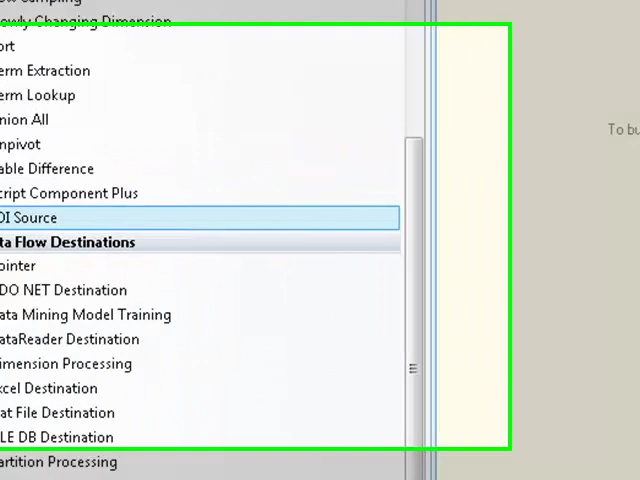 owly Changing Dimension
ort
erm Extraction
erm Lookup
nion All
npivot
able Difference
cript Component Plus
DI Source
ta Flow Destinations
ointer
DO NET Destination
ata Mining Model Training
ataReader Destination
imension Processing
xcel Destination
at File Destination
LE DB Destination
artition Processing
To bu